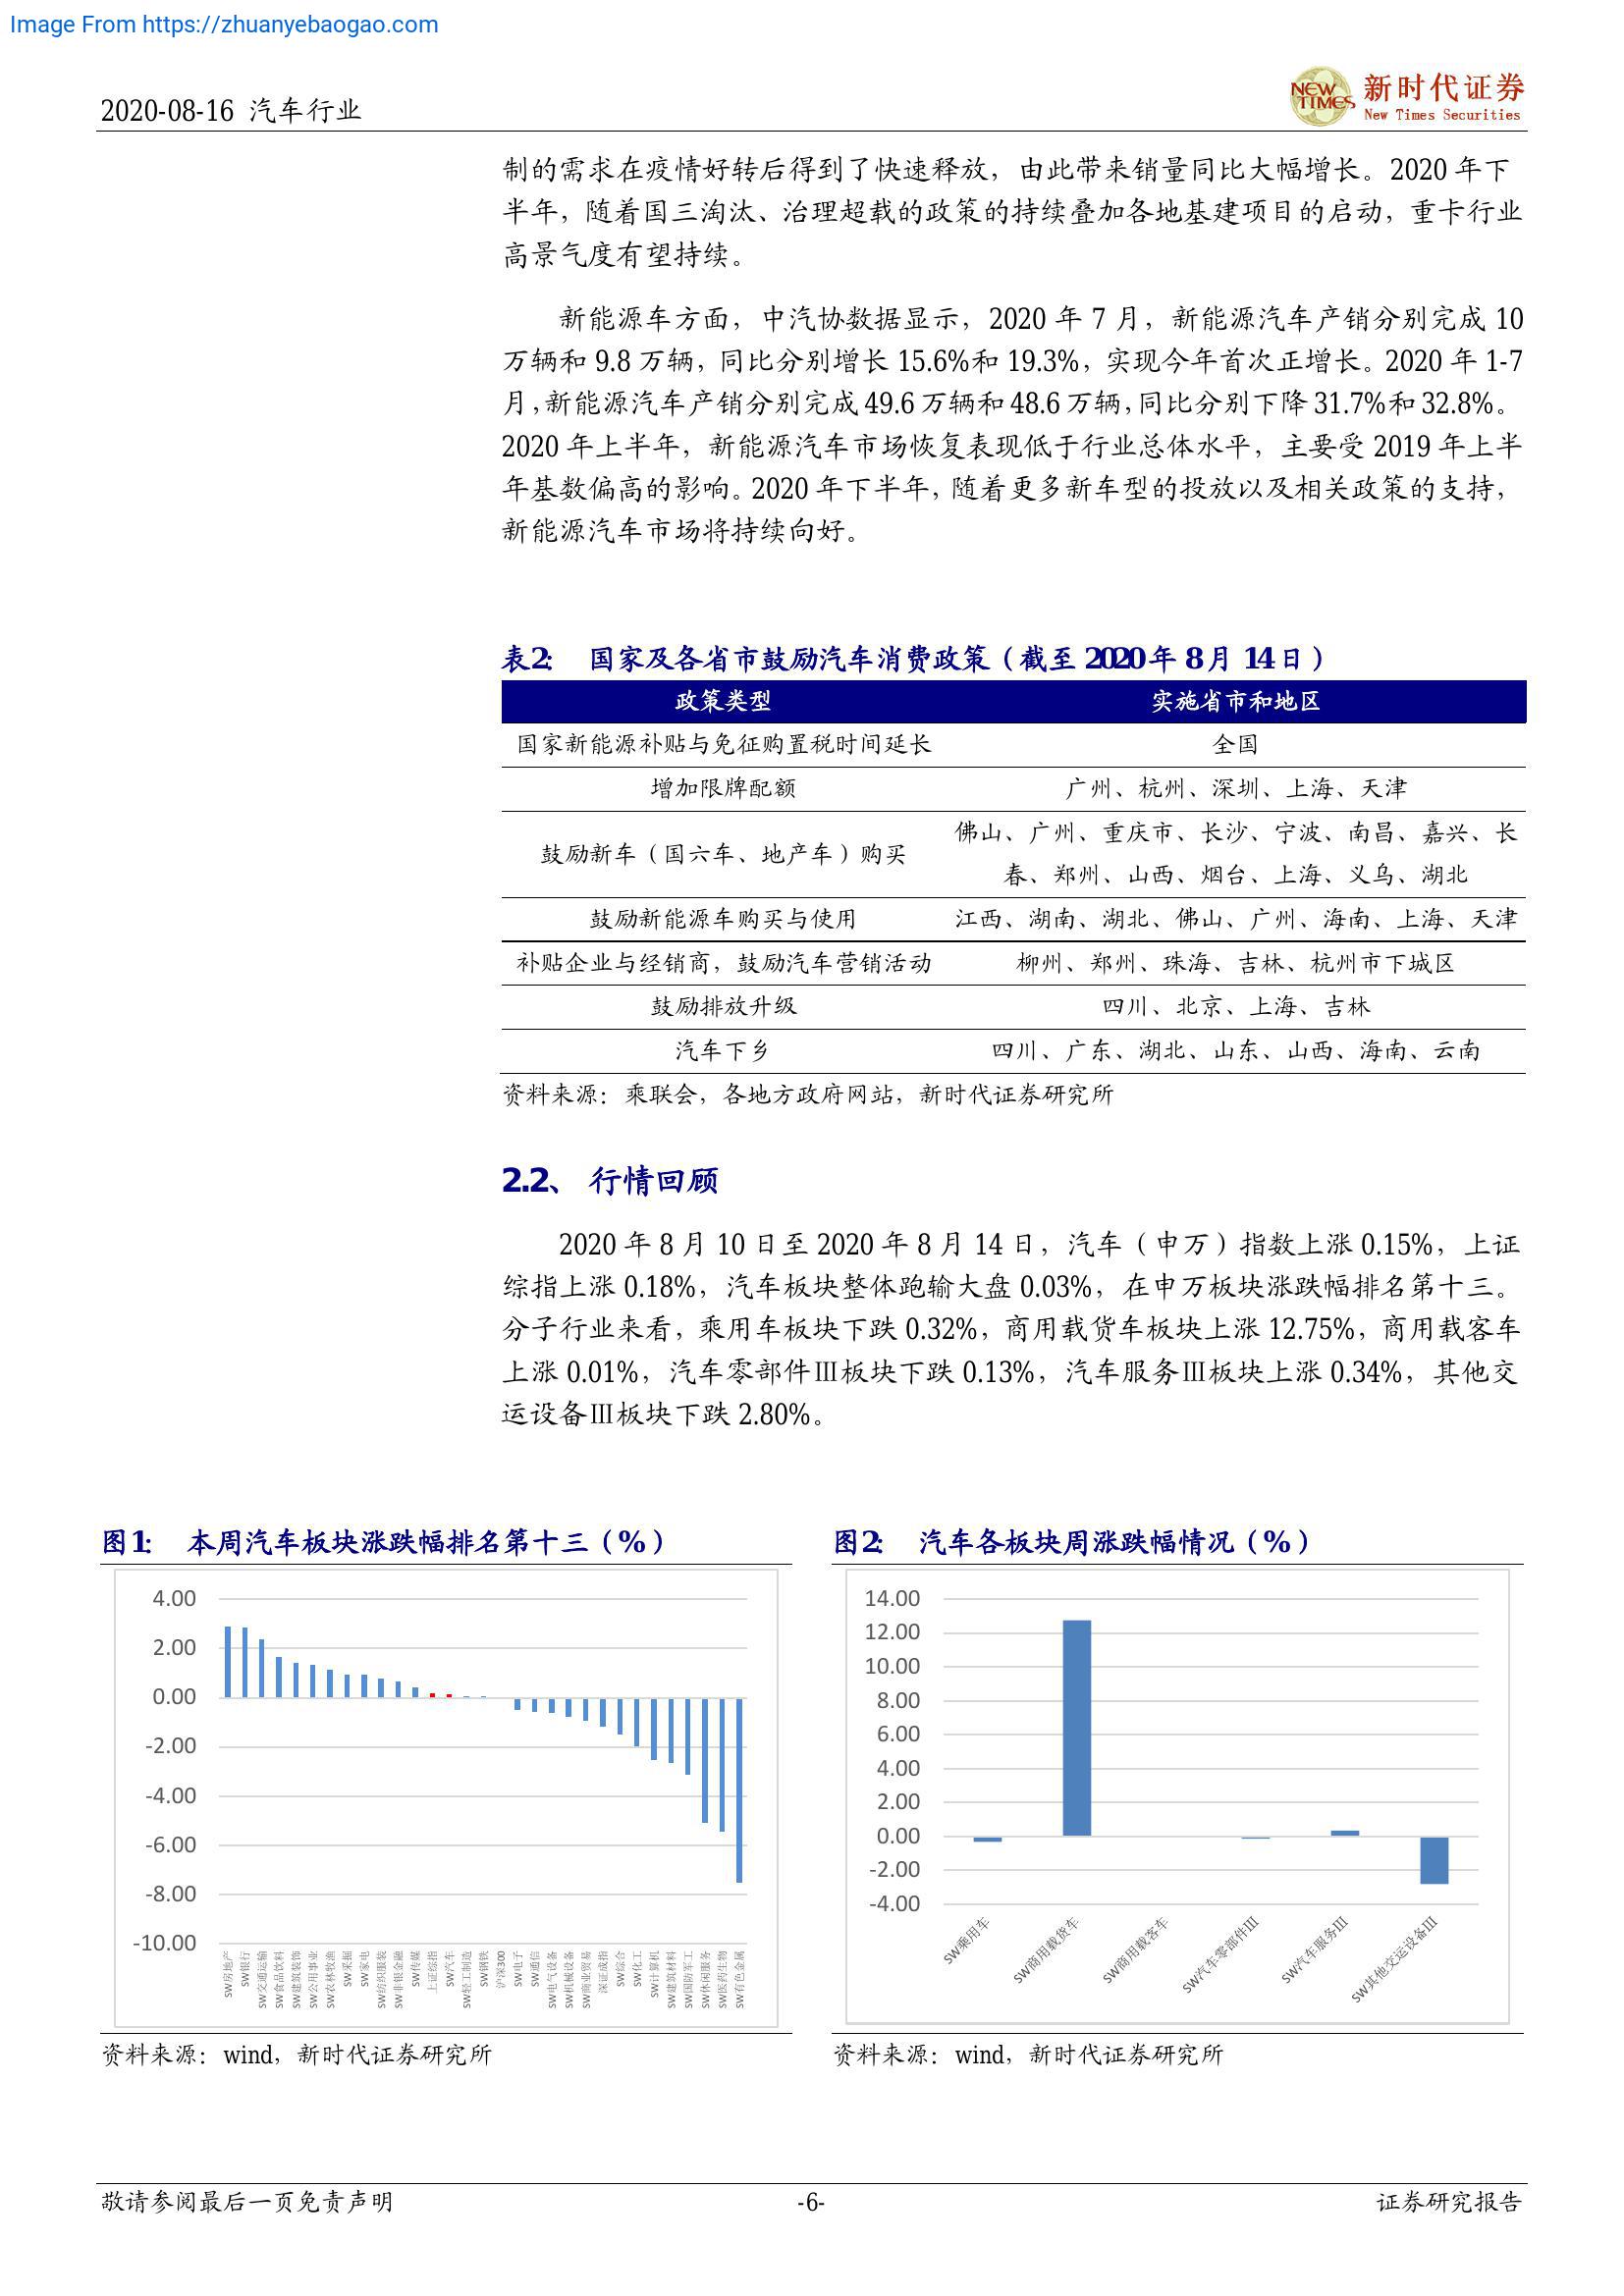 Image From https://zhuanyebaogao.com
2020-08-16 汽车行业
NEW TIMES
新时代证券
New Times Securities
制的需求在疫情好转后得到了快速释放，由此带来销量同比大幅增长。2020 年下
半年，随着国三淘汰、治理超载的政策的持续叠加各地基建项目的启动，重卡行业
高景气度有望持续。
新能源车方面，中汽协数据显示，2020 年 7 月，新能源汽车产销分别完成 10
万辆和 9.8 万辆，同比分别增长 15.6%和 19.3%，实现今年首次正增长。2020 年 1-7
月，新能源汽车产销分别完成 49.6 万辆和 48.6 万辆，同比分别下降 31.7%和 32.8%。
2020 年上半年，新能源汽车市场恢复表现低于行业总体水平，主要受 2019 年上半
年基数偏高的影响。2020 年下半年，随着更多新车型的投放以及相关政策的支持，
新能源汽车市场将持续向好。
表2： 国家及各省市鼓励汽车消费政策（截至 2020 年 8 月 14 日）
政策类型 实施省市和地区
国家新能源补贴与免征购置税时间延长 全国
增加限牌配额 广州、杭州、深圳、上海、天津
鼓励新车（国六车、地产车）购买 佛山、广州、重庆市、长沙、宁波、南昌、嘉兴、长
春、郑州、山西、烟台、上海、义乌、湖北
鼓励新能源车购买与使用 江西、湖南、湖北、佛山、广州、海南、上海、天津
补贴企业与经销商，鼓励汽车营销活动 柳州、郑州、珠海、吉林、杭州市下城区
鼓励排放升级 四川、北京、上海、吉林
汽车下乡 四川、广东、湖北、山东、山西、海南、云南
资料来源：乘联会，各地方政府网站，新时代证券研究所
2.2、 行情回顾
2020 年 8 月 10 日至 2020 年 8 月 14 日，汽车（申万）指数上涨 0.15%，上证
综指上涨 0.18%，汽车板块整体跑输大盘 0.03%，在申万板块涨跌幅排名第十三。
分子行业来看，乘用车板块下跌 0.32%，商用载货车板块上涨 12.75%，商用载客车
上涨 0.01%，汽车零部件Ⅲ板块下跌 0.13%，汽车服务Ⅲ板块上涨 0.34%，其他交
运设备Ⅲ板块下跌 2.80%。
图1： 本周汽车板块涨跌幅排名第十三（%）
4.00
2.00
0.00
-2.00
-4.00
-6.00
-8.00
-10.00
SW房地产
SW银行
SW交通运输
SW食品饮料
SW建筑装饰
SW公用事业
SW农林牧渔
SW采掘
SW家电
SW纺织服装
SW非银金融
SW传媒
上证综指
SW汽车
SW轻工制造
SW钢铁
沪深300
SW电子
SW通信
SW电气设备
SW机械设备
SW商业贸易
深证成指
SW综合
SW化工
SW计算机
SW建筑材料
SW国防军工
SW休闲服务
SW医药生物
SW有色金属
资料来源：wind，新时代证券研究所
图2： 汽车各板块周涨跌幅情况（%）
14.00
12.00
10.00
8.00
6.00
4.00
2.00
0.00
-2.00
-4.00
SW乘用车
SW商用载货车
SW商用载客车
SW汽车零部件Ⅲ
SW汽车服务Ⅲ
SW其他交运设备Ⅲ
资料来源：wind，新时代证券研究所
敬请参阅最后一页免责声明
-6-
证券研究报告